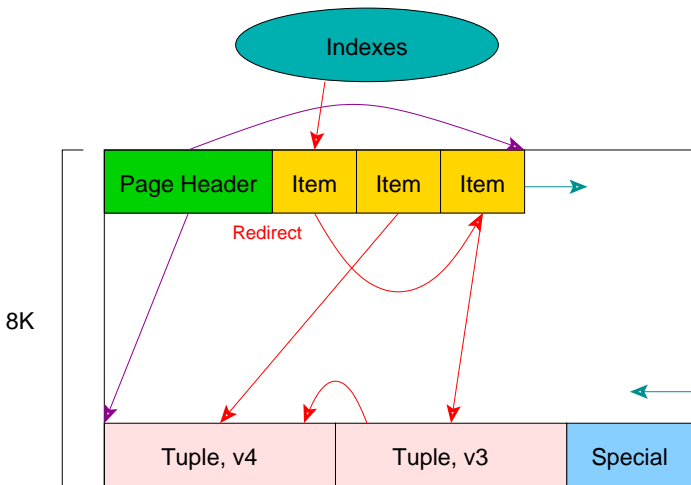 Indexes
Page Header
Item
Item
Item
Redirect
8K
Tuple, v4
Tuple, v3
Special